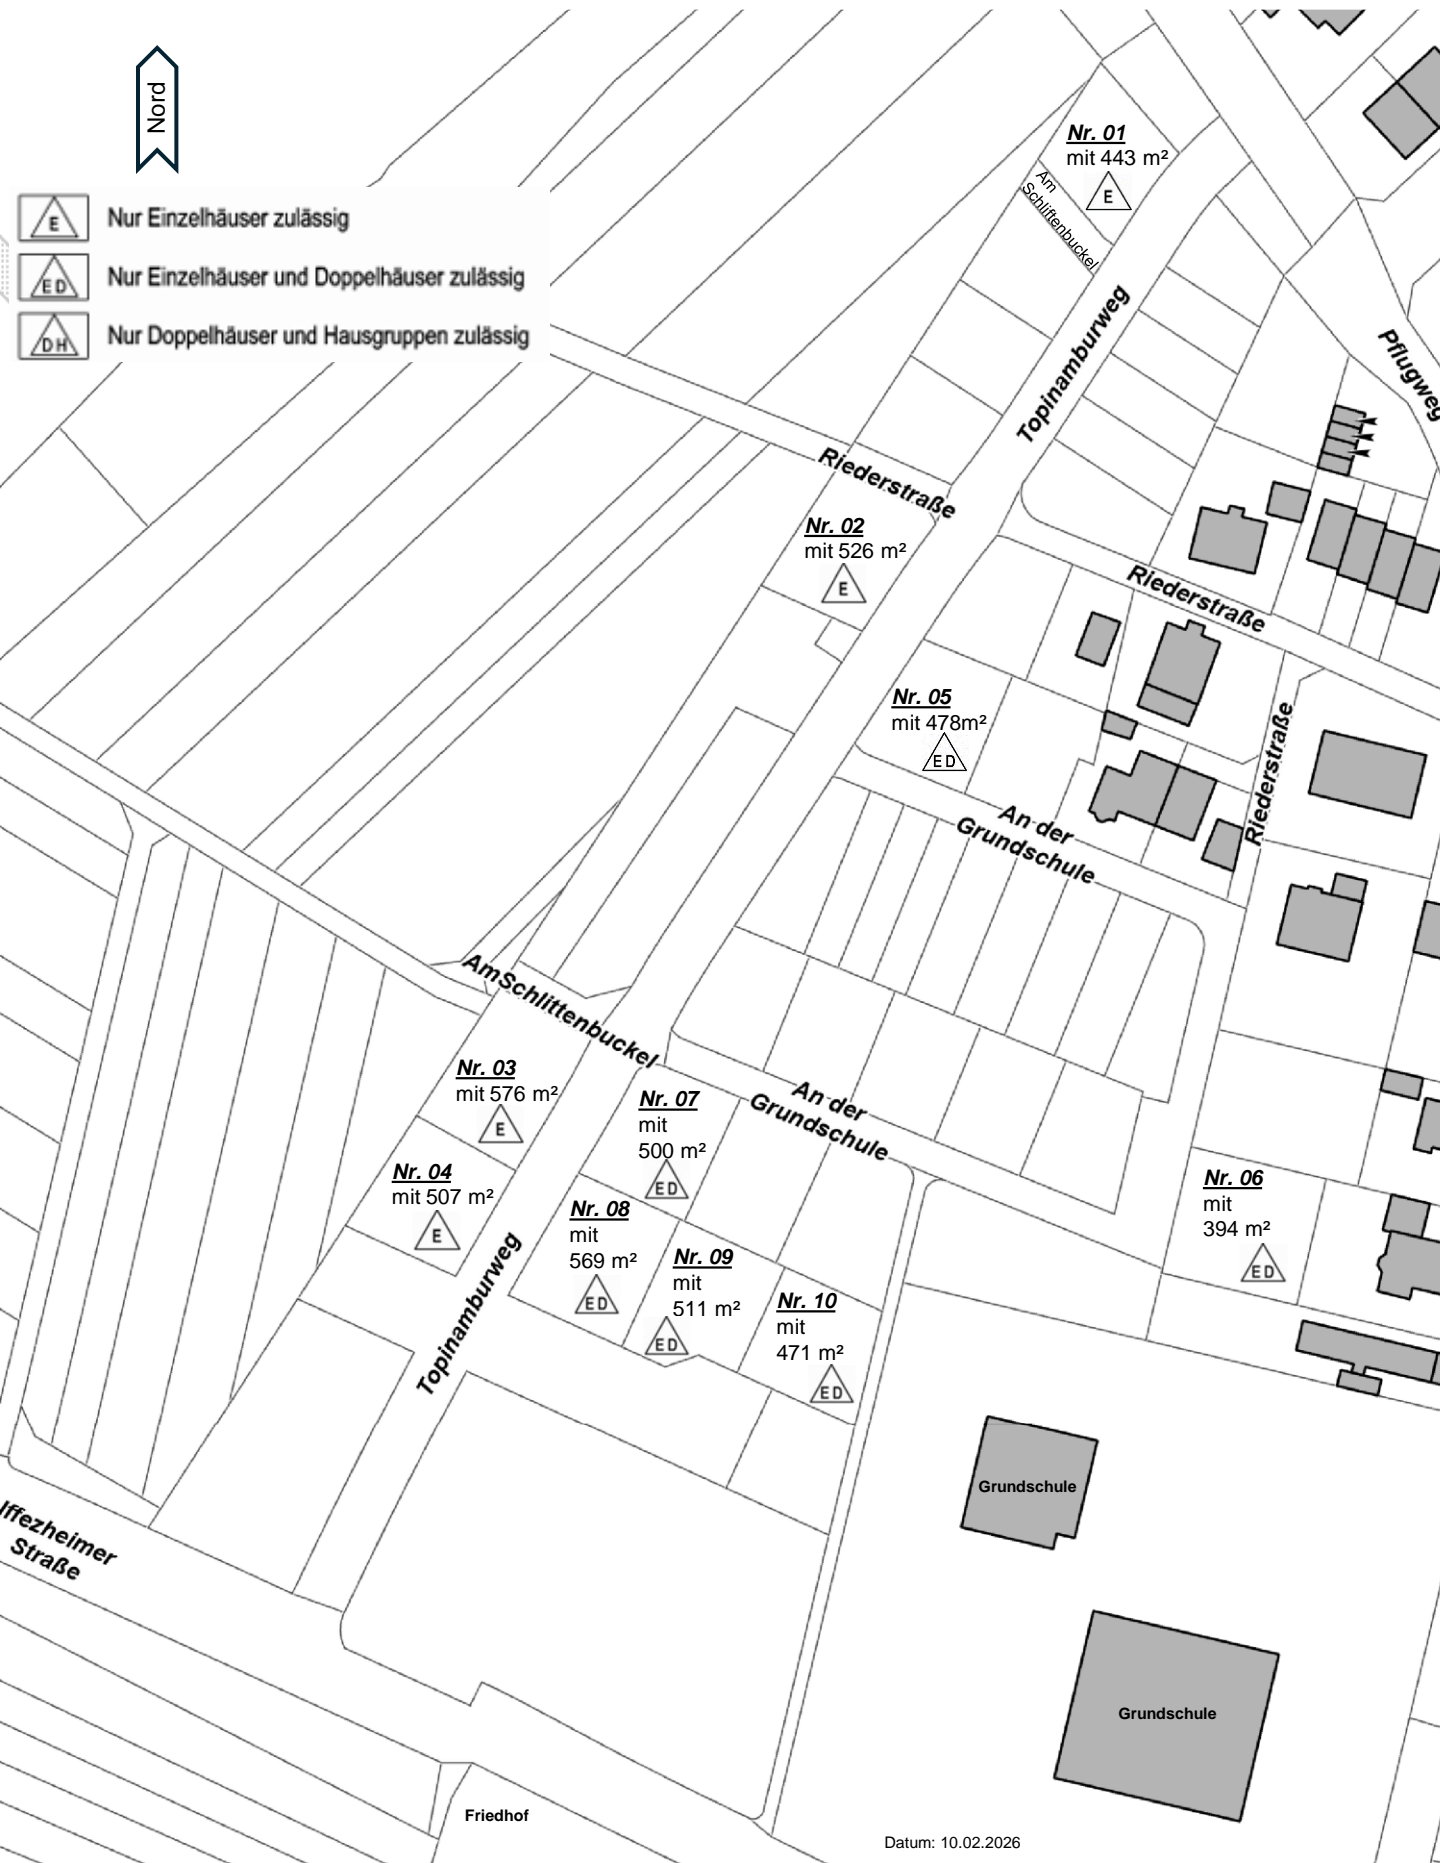 Nord
E Nur Einzelhäuser zulässig
ED Nur Einzelhäuser und Doppelhäuser zulässig
DH Nur Doppelhäuser und Hausgruppen zulässig
Nr. 01
mit 443 m²
E
Am
Schliftenbuckel
Topinamburweg
Pflugweg
Riederstraße
Nr. 02
mit 526 m²
E
Riederstraße
Nr. 05
mit 478m²
ED
Riederstraße
An der
Grundschule
AmSchlittenbuckel
Nr. 03
mit 576 m²
E
Nr. 07
mit
500 m²
ED
An der
Grundschule
Nr. 04
mit 507 m²
E
Nr. 06
mit
394 m²
ED
Nr. 08
mit
569 m²
ED
Nr. 09
mit
511 m²
ED
Nr. 10
mit
471 m²
ED
Topinamburweg
Grundschule
Iffezheimer
Straße
Grundschule
Friedhof
Datum: 10.02.2026